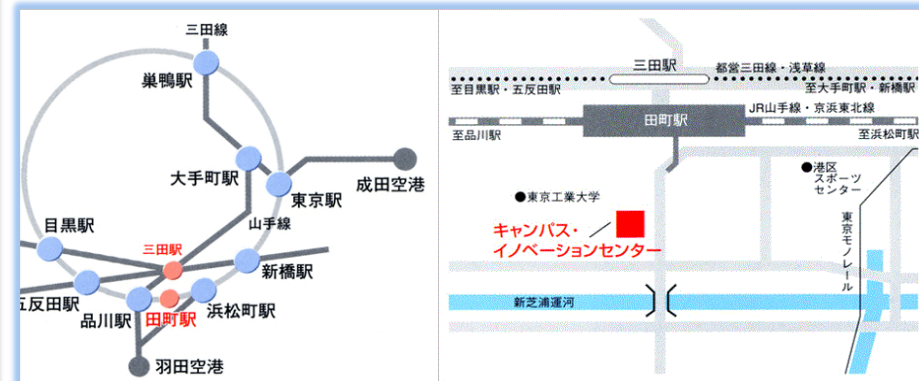 三田線
巣鴨駅
大手町駅
東京駅
成田空港
山手線
目黒駅
三田駅
新橋駅
五反田駅
品川駅
田町駅
浜松町駅
羽田空港
三田駅
都営三田線・浅草線
至目黒駅・五反田駅
至大手町駅・新橋駅
JR山手線・京浜東北線
田町駅
至品川駅
至浜松町駅
●港区
スポーツ
センター
●東京工業大学
キャンパス・
イノベーションセンター
東京モノレール
新芝浦運河